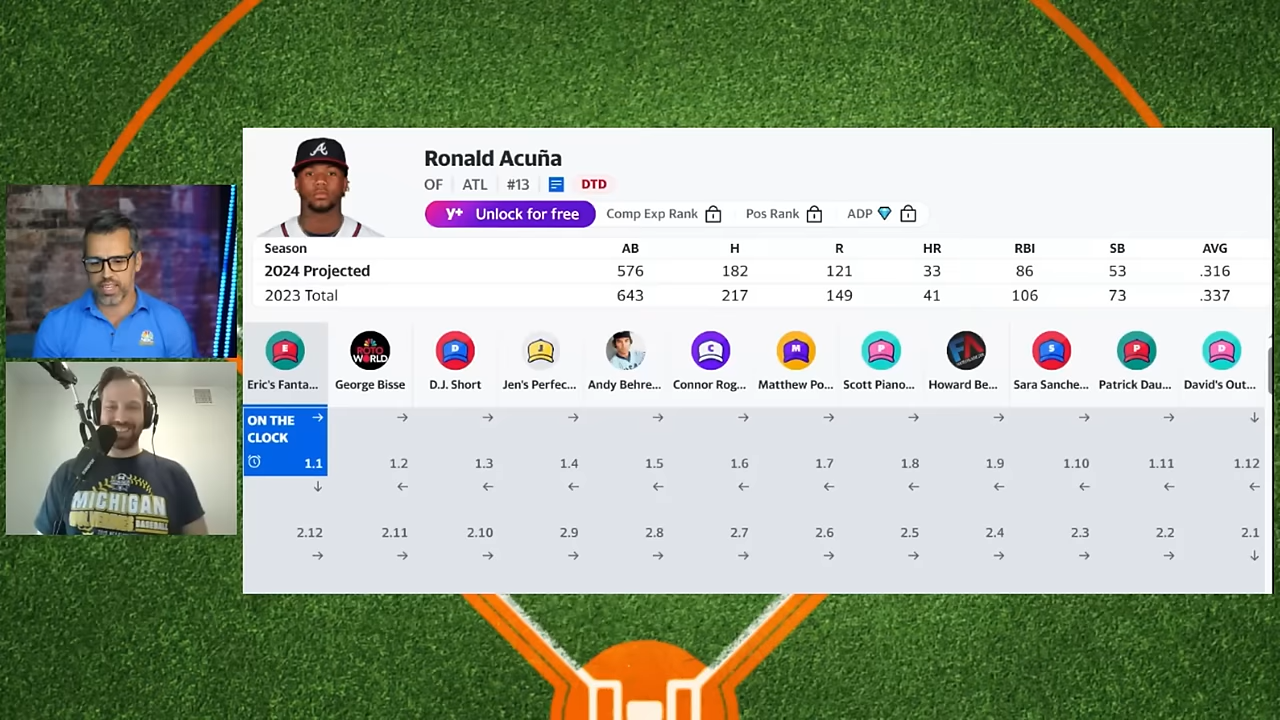 Ronald Acuña
OF ATL #13 DTD
y+ Unlock for free Comp Exp Rank Pos Rank ADP
Season AB H R HR RBI SB AVG
2024 Projected 576 182 121 33 86 53 .316
2023 Total 643 217 149 41 106 73 .337
E ROTO WORLD D J C M P FA S P D
Eric's Fanta... George Bisse D.J. Short Jen's Perfec... Andy Behre... Connor Rog... Matthew Po... Scott Piano... Howard Be... Sara Sanche... Patrick Dau... David's Out...
ON THE → → → → → → → → → → → ↓
CLOCK
1.1 1.2 1.3 1.4 1.5 1.6 1.7 1.8 1.9 1.10 1.11 1.12
↓ ← ← ← ← ← ← ← ← ← ← ←
2.12 2.11 2.10 2.9 2.8 2.7 2.6 2.5 2.4 2.3 2.2 2.1
→ → → → → → → → → → → ↓
A
MICHIGAN
BASEBALL